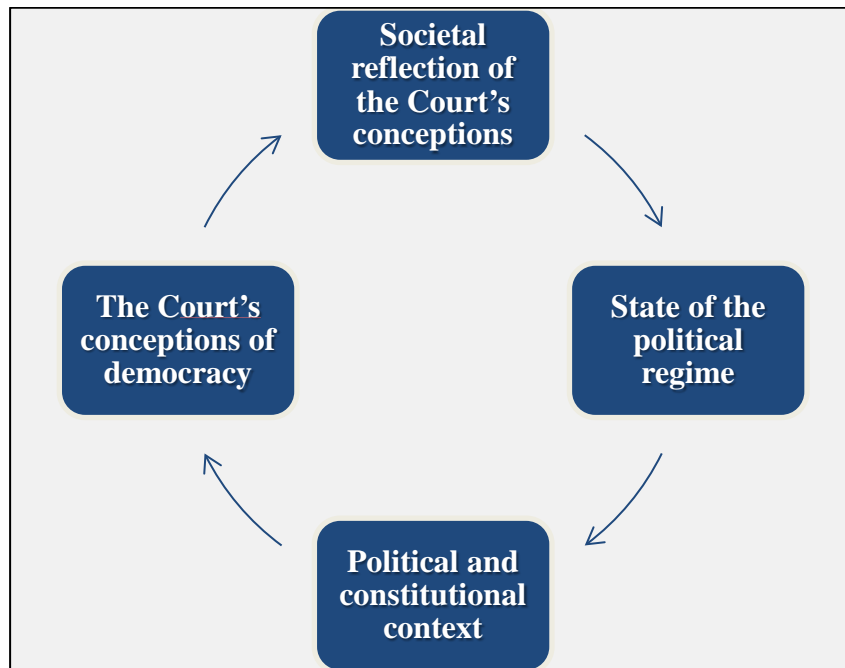 Societal
reflection of
the Court’s
conceptions
The Court’s
conceptions of
democracy
State of the
political
regime
Political and
constitutional
context